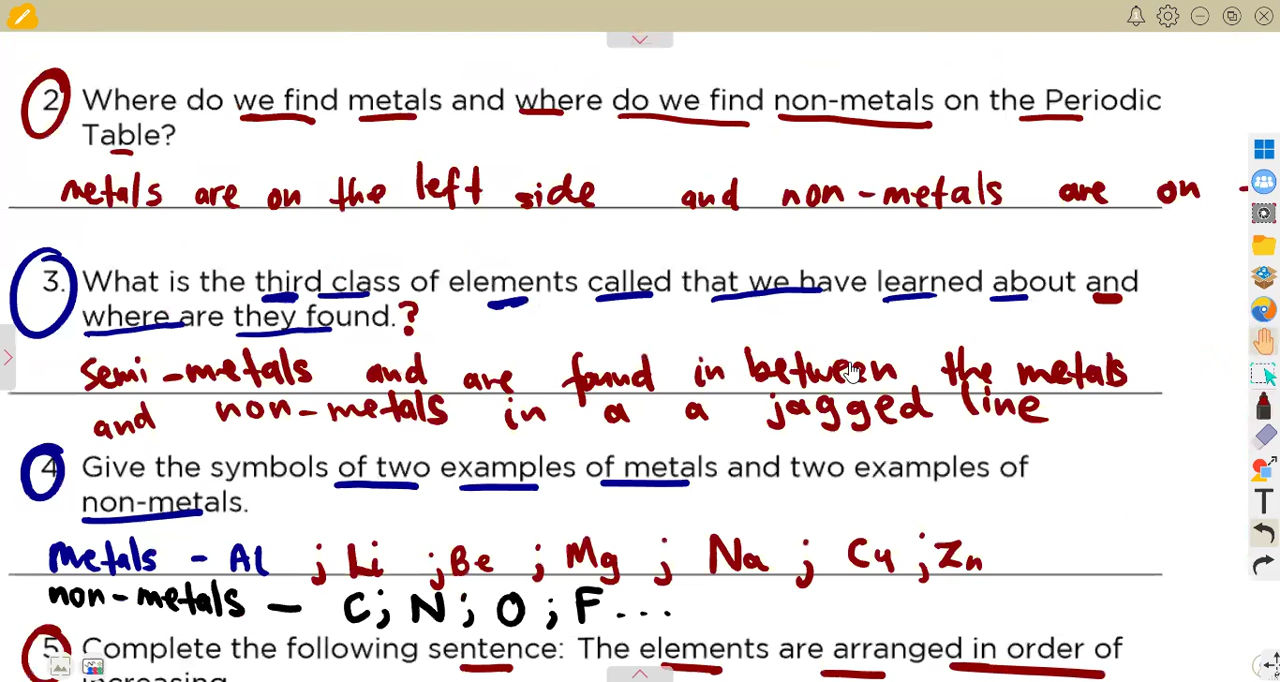 2 Where do we find metals and where do we find non-metals on the Periodic
Table?
metals are on the left side and non-metals are on -
3. What is the third class of elements called that we have learned about and
where are they found. ?
semi-metals and are found in between the metals
and non-metals in a a jagged line
4 Give the symbols of two examples of metals and two examples of
non-metals.
metals - Al ; Li ; Be ; Mg ; Na ; Cu ; Zn
non-metals - C; N; O; F...
5 Complete the following sentence: The elements are arranged in order of
increasing
T